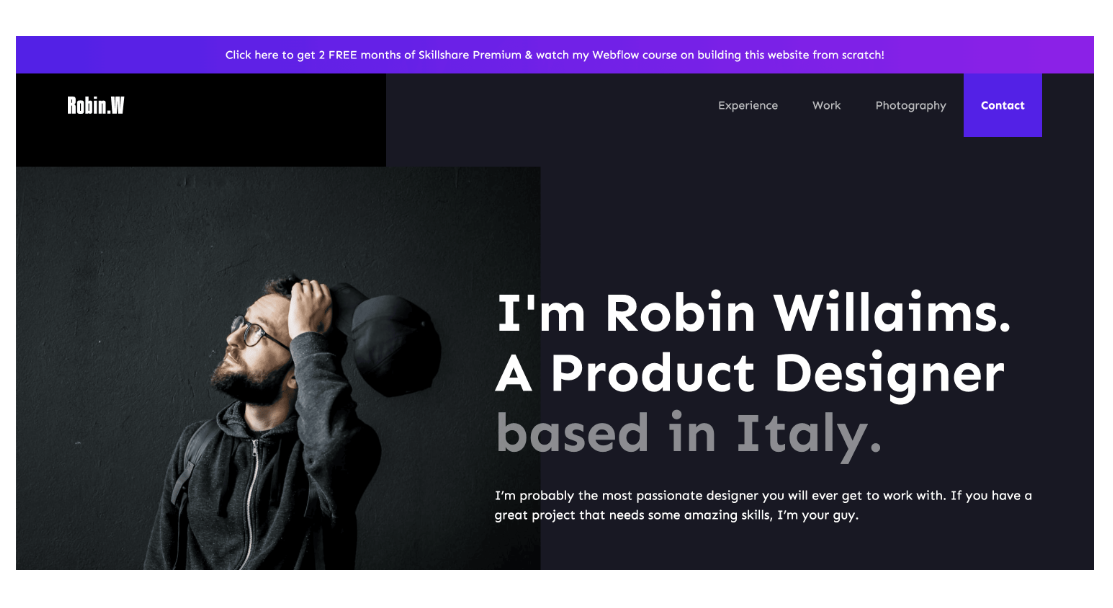 Click here to get 2 FREE months of Skillshare Premium & watch my Webflow course on building this website from scratch!
Robin.W
Experience
Work
Photography
Contact
I'm Robin Willaims.
A Product Designer
based in Italy.
I'm probably the most passionate designer you will ever get to work with. If you have a
great project that needs some amazing skills, I'm your guy.